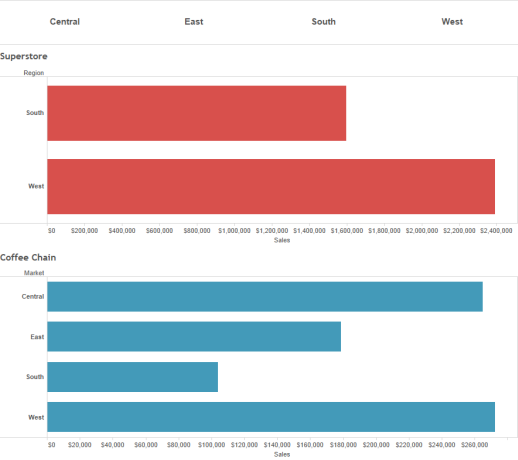 Central East South West
Superstore
Region
South
West
$0 $200,000 $400,000 $600,000 $800,000 $1,000,000 $1,200,000 $1,400,000 $1,600,000 $1,800,000 $2,000,000 $2,200,000 $2,400,000
Sales
Coffee Chain
Market
Central
East
South
West
$0 $20,000 $40,000 $60,000 $80,000 $100,000 $120,000 $140,000 $160,000 $180,000 $200,000 $220,000 $240,000 $260,000
Sales